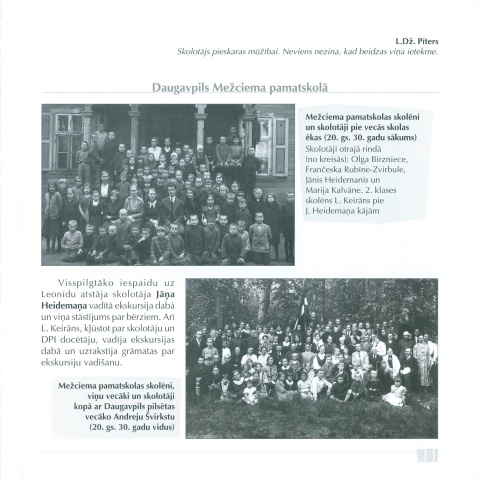 L.Dž. Pīters
Skolotājs pieskaras mūžībai. Neviens nezina, kad beidzas viņa ietekme.
Daugavpils Mežciema pamatskolā
Mežciema pamatskolas skolēni
un skolotāji pie vecās skolas
ēkas (20. gs. 30. gadu sākums)
Skolotāji otrajā rindā
(no kreisās): Olga Birzniece,
Frančeska Rubīne-Zvirbule,
Jānis Heidemanis un
Marija Kalvāne. 2. klases
skolēns L. Keirāns pie
J. Heidemaņa kājām
Visspilgtāko iespaidu uz
Leonīdu atstāja skolotāja Jāņa
Heidemaņa vadītā ekskursija dabā
un viņa stāstījums par bērziem. Arī
L. Keirāns, kļūstot par skolotāju un
DPI docētāju, vadīja ekskursijas
dabā un uzrakstīja grāmatas par
ekskursiju vadīšanu.
Mežciema pamatskolas skolēni,
viņu vecāki un skolotāji
kopā ar Daugavpils pilsētas
vecāko Andreju Švirkstu
(20. gs. 30. gadu vidus)
11